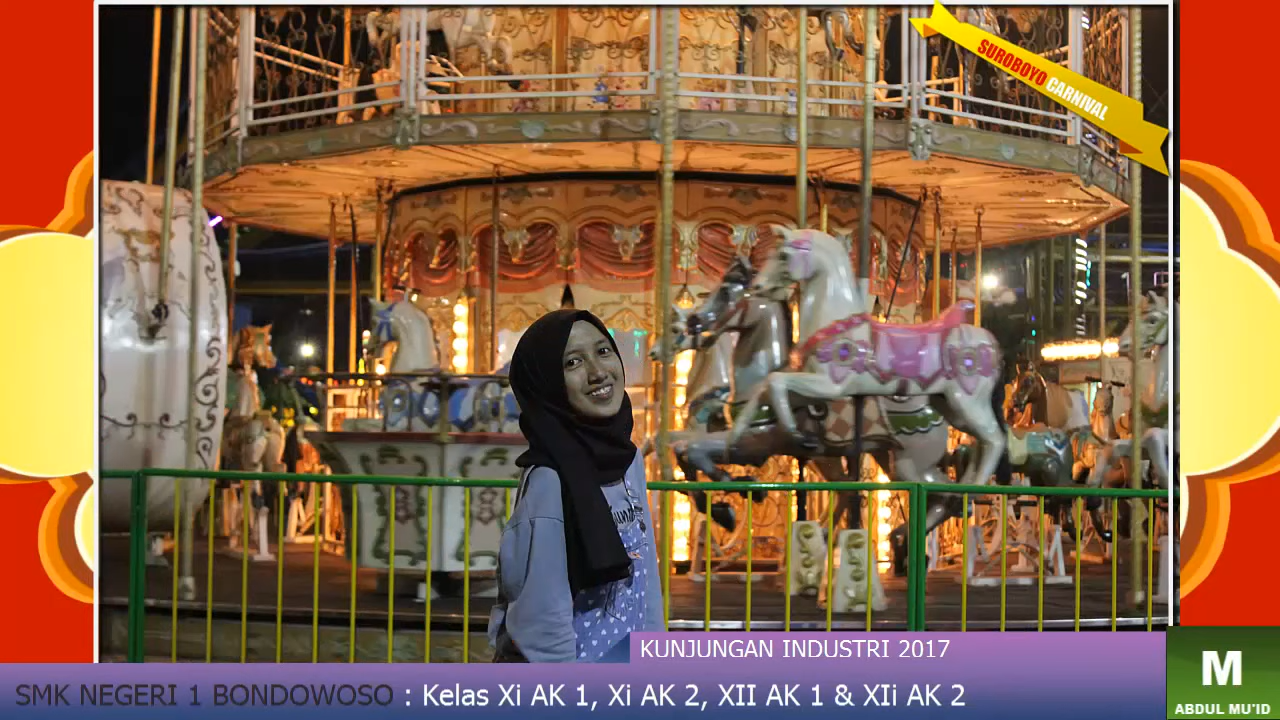 SUROBOYO CARNIVAL
KUNJUNGAN INDUSTRI 2017
SMK NEGERI 1 BONDOWOSO : Kelas Xi AK 1, Xi AK 2, XII AK 1 & XIi AK 2
M
ABDUL MU'ID